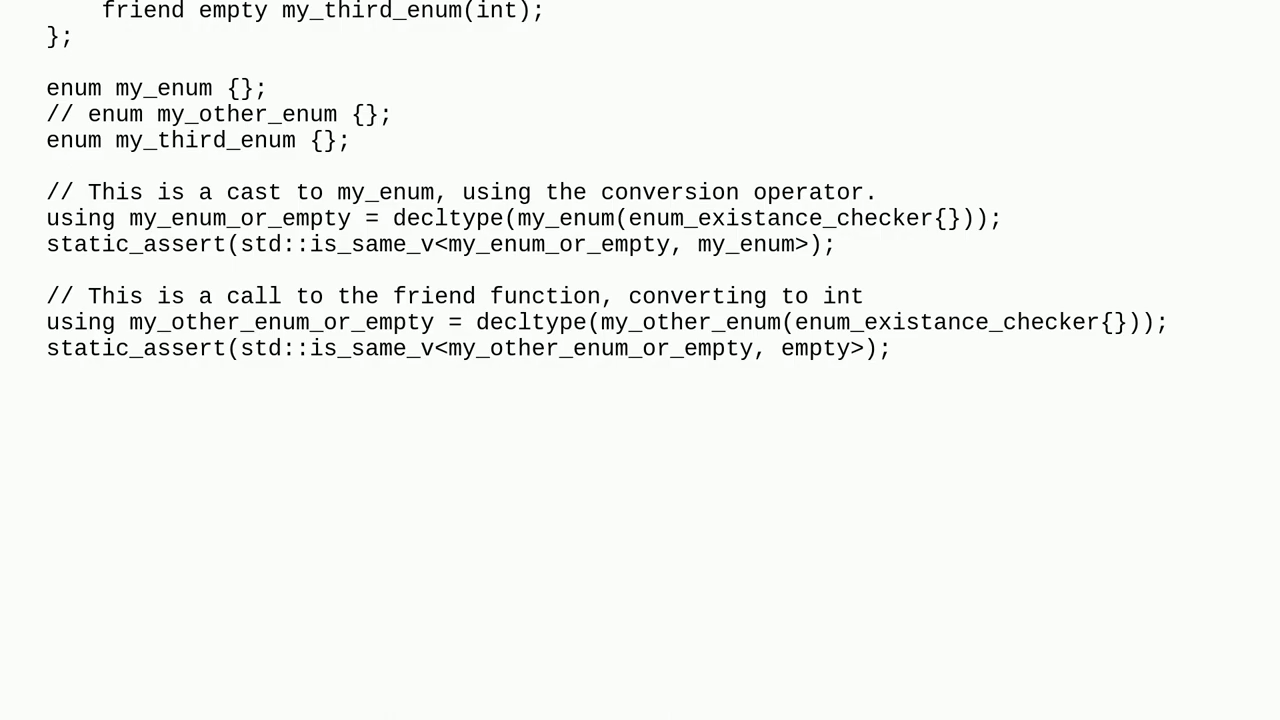 friend empty my_third_enum(int);
};
enum my_enum {};
// enum my_other_enum {};
enum my_third_enum {};
// This is a cast to my_enum, using the conversion operator.
using my_enum_or_empty = decltype(my_enum(enum_existance_checker{}));
static_assert(std::is_same_v<my_enum_or_empty, my_enum>);
// This is a call to the friend function, converting to int
using my_other_enum_or_empty = decltype(my_other_enum(enum_existance_checker{}));
static_assert(std::is_same_v<my_other_enum_or_empty, empty>);